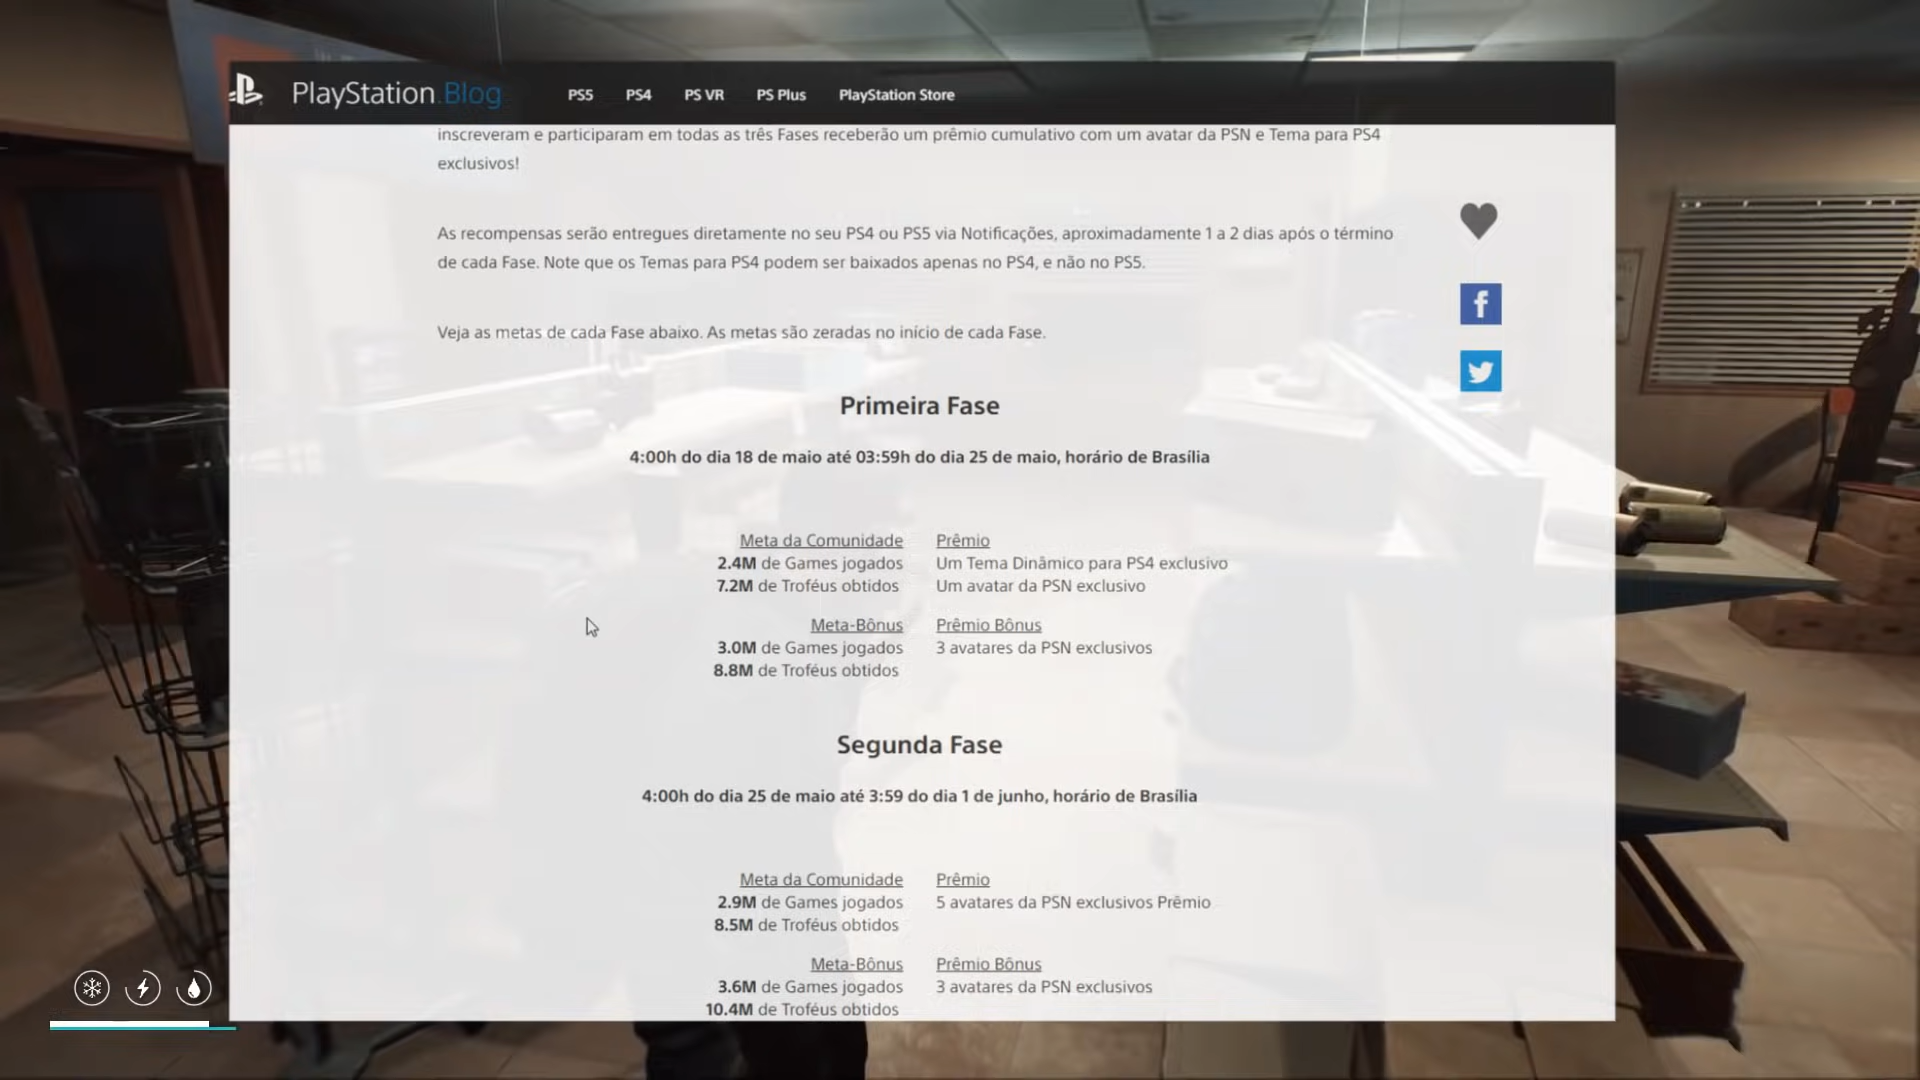 PlayStation.Blog
PS5 PS4 PS VR PS Plus PlayStation Store
inscreveram e participaram em todas as três Fases receberão um prêmio cumulativo com um avatar da PSN e Tema para PS4
exclusivos!
As recompensas serão entregues diretamente no seu PS4 ou PS5 via Notificações, aproximadamente 1 a 2 dias após o término
de cada Fase. Note que os Temas para PS4 podem ser baixados apenas no PS4, e não no PS5.
Veja as metas de cada Fase abaixo. As metas são zeradas no início de cada Fase.
Primeira Fase
4:00h do dia 18 de maio até 03:59h do dia 25 de maio, horário de Brasília
Meta da Comunidade Prêmio
2.4M de Games jogados Um Tema Dinâmico para PS4 exclusivo
7.2M de Troféus obtidos Um avatar da PSN exclusivo
Meta-Bônus Prêmio Bônus
3.0M de Games jogados 3 avatares da PSN exclusivos
8.8M de Troféus obtidos
Segunda Fase
4:00h do dia 25 de maio até 3:59 do dia 1 de junho, horário de Brasília
Meta da Comunidade Prêmio
2.9M de Games jogados 5 avatares da PSN exclusivos Prêmio
8.5M de Troféus obtidos
Meta-Bônus Prêmio Bônus
3.6M de Games jogados 3 avatares da PSN exclusivos
10.4M de Troféus obtidos